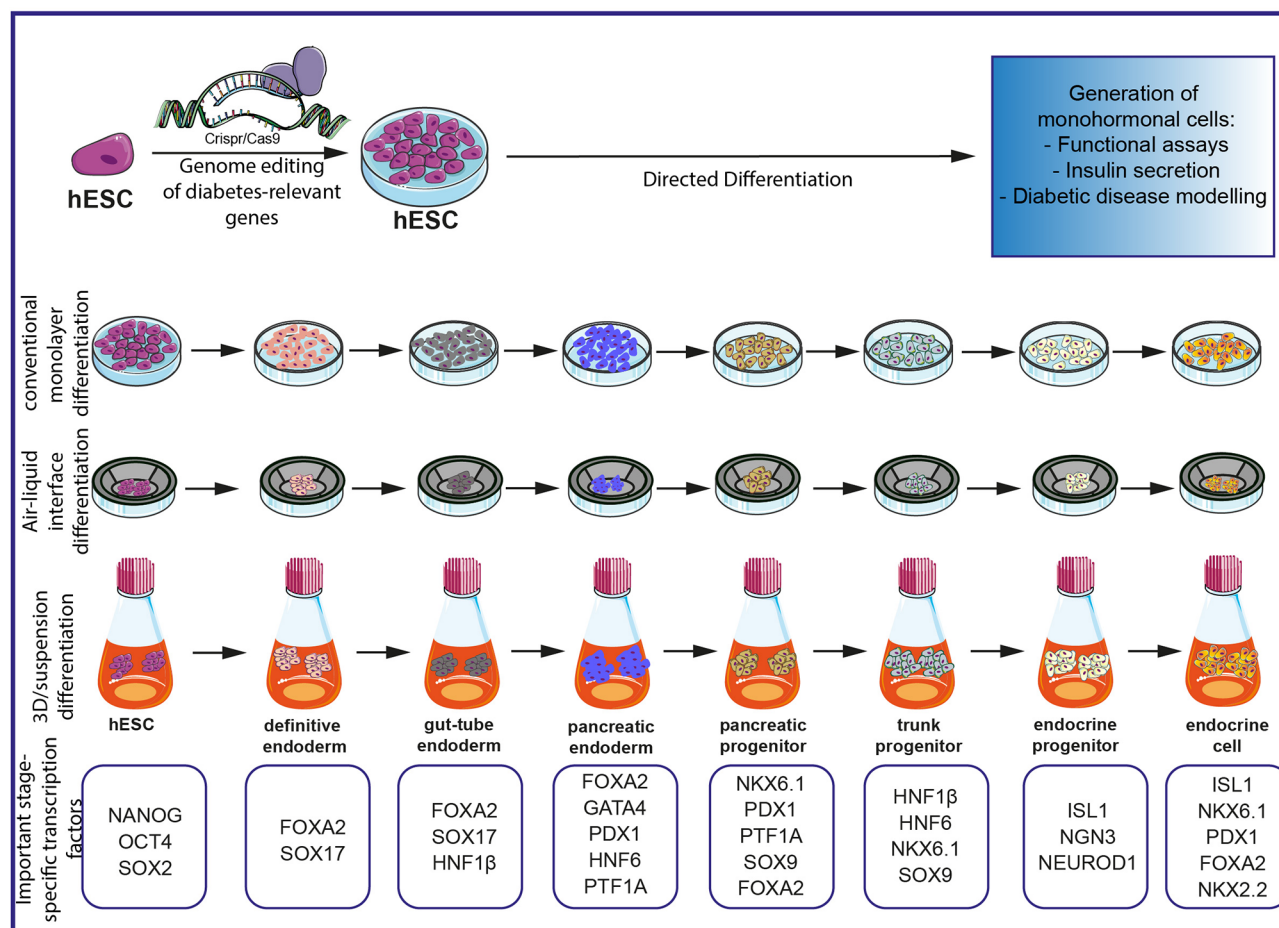 Crispr/Cas9
hESC
Genome editing
of diabetes-relevant
genes
hESC
Directed Differentiation
Generation of
monohormonal cells:
- Functional assays
- Insulin secretion
- Diabetic disease modelling
conventional
monolayer
differentiation
Air-liquid
interface
differentiation
3D/suspension
differentiation
hESC
definitive
endoderm
gut-tube
endoderm
pancreatic
endoderm
pancreatic
progenitor
trunk
progenitor
endocrine
progenitor
endocrine
cell
Important stage-
specific transcription
factors
NANOG
OCT4
SOX2
FOXA2
SOX17
FOXA2
SOX17
HNF1β
FOXA2
GATA4
PDX1
HNF6
PTF1A
NKX6.1
PDX1
PTF1A
SOX9
FOXA2
HNF1β
HNF6
NKX6.1
SOX9
ISL1
NGN3
NEUROD1
ISL1
NKX6.1
PDX1
FOXA2
NKX2.2